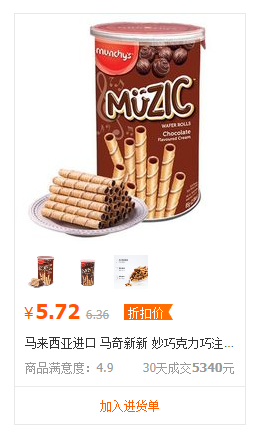 munchy's
MÜZIC
WAFER ROLLS
Chocolate
Flavoured Cream
¥5.72 6.36 折扣价
马来西亚进口 马奇新新 妙巧克力巧注...
商品满意度：4.9 30天成交5340元
加入进货单